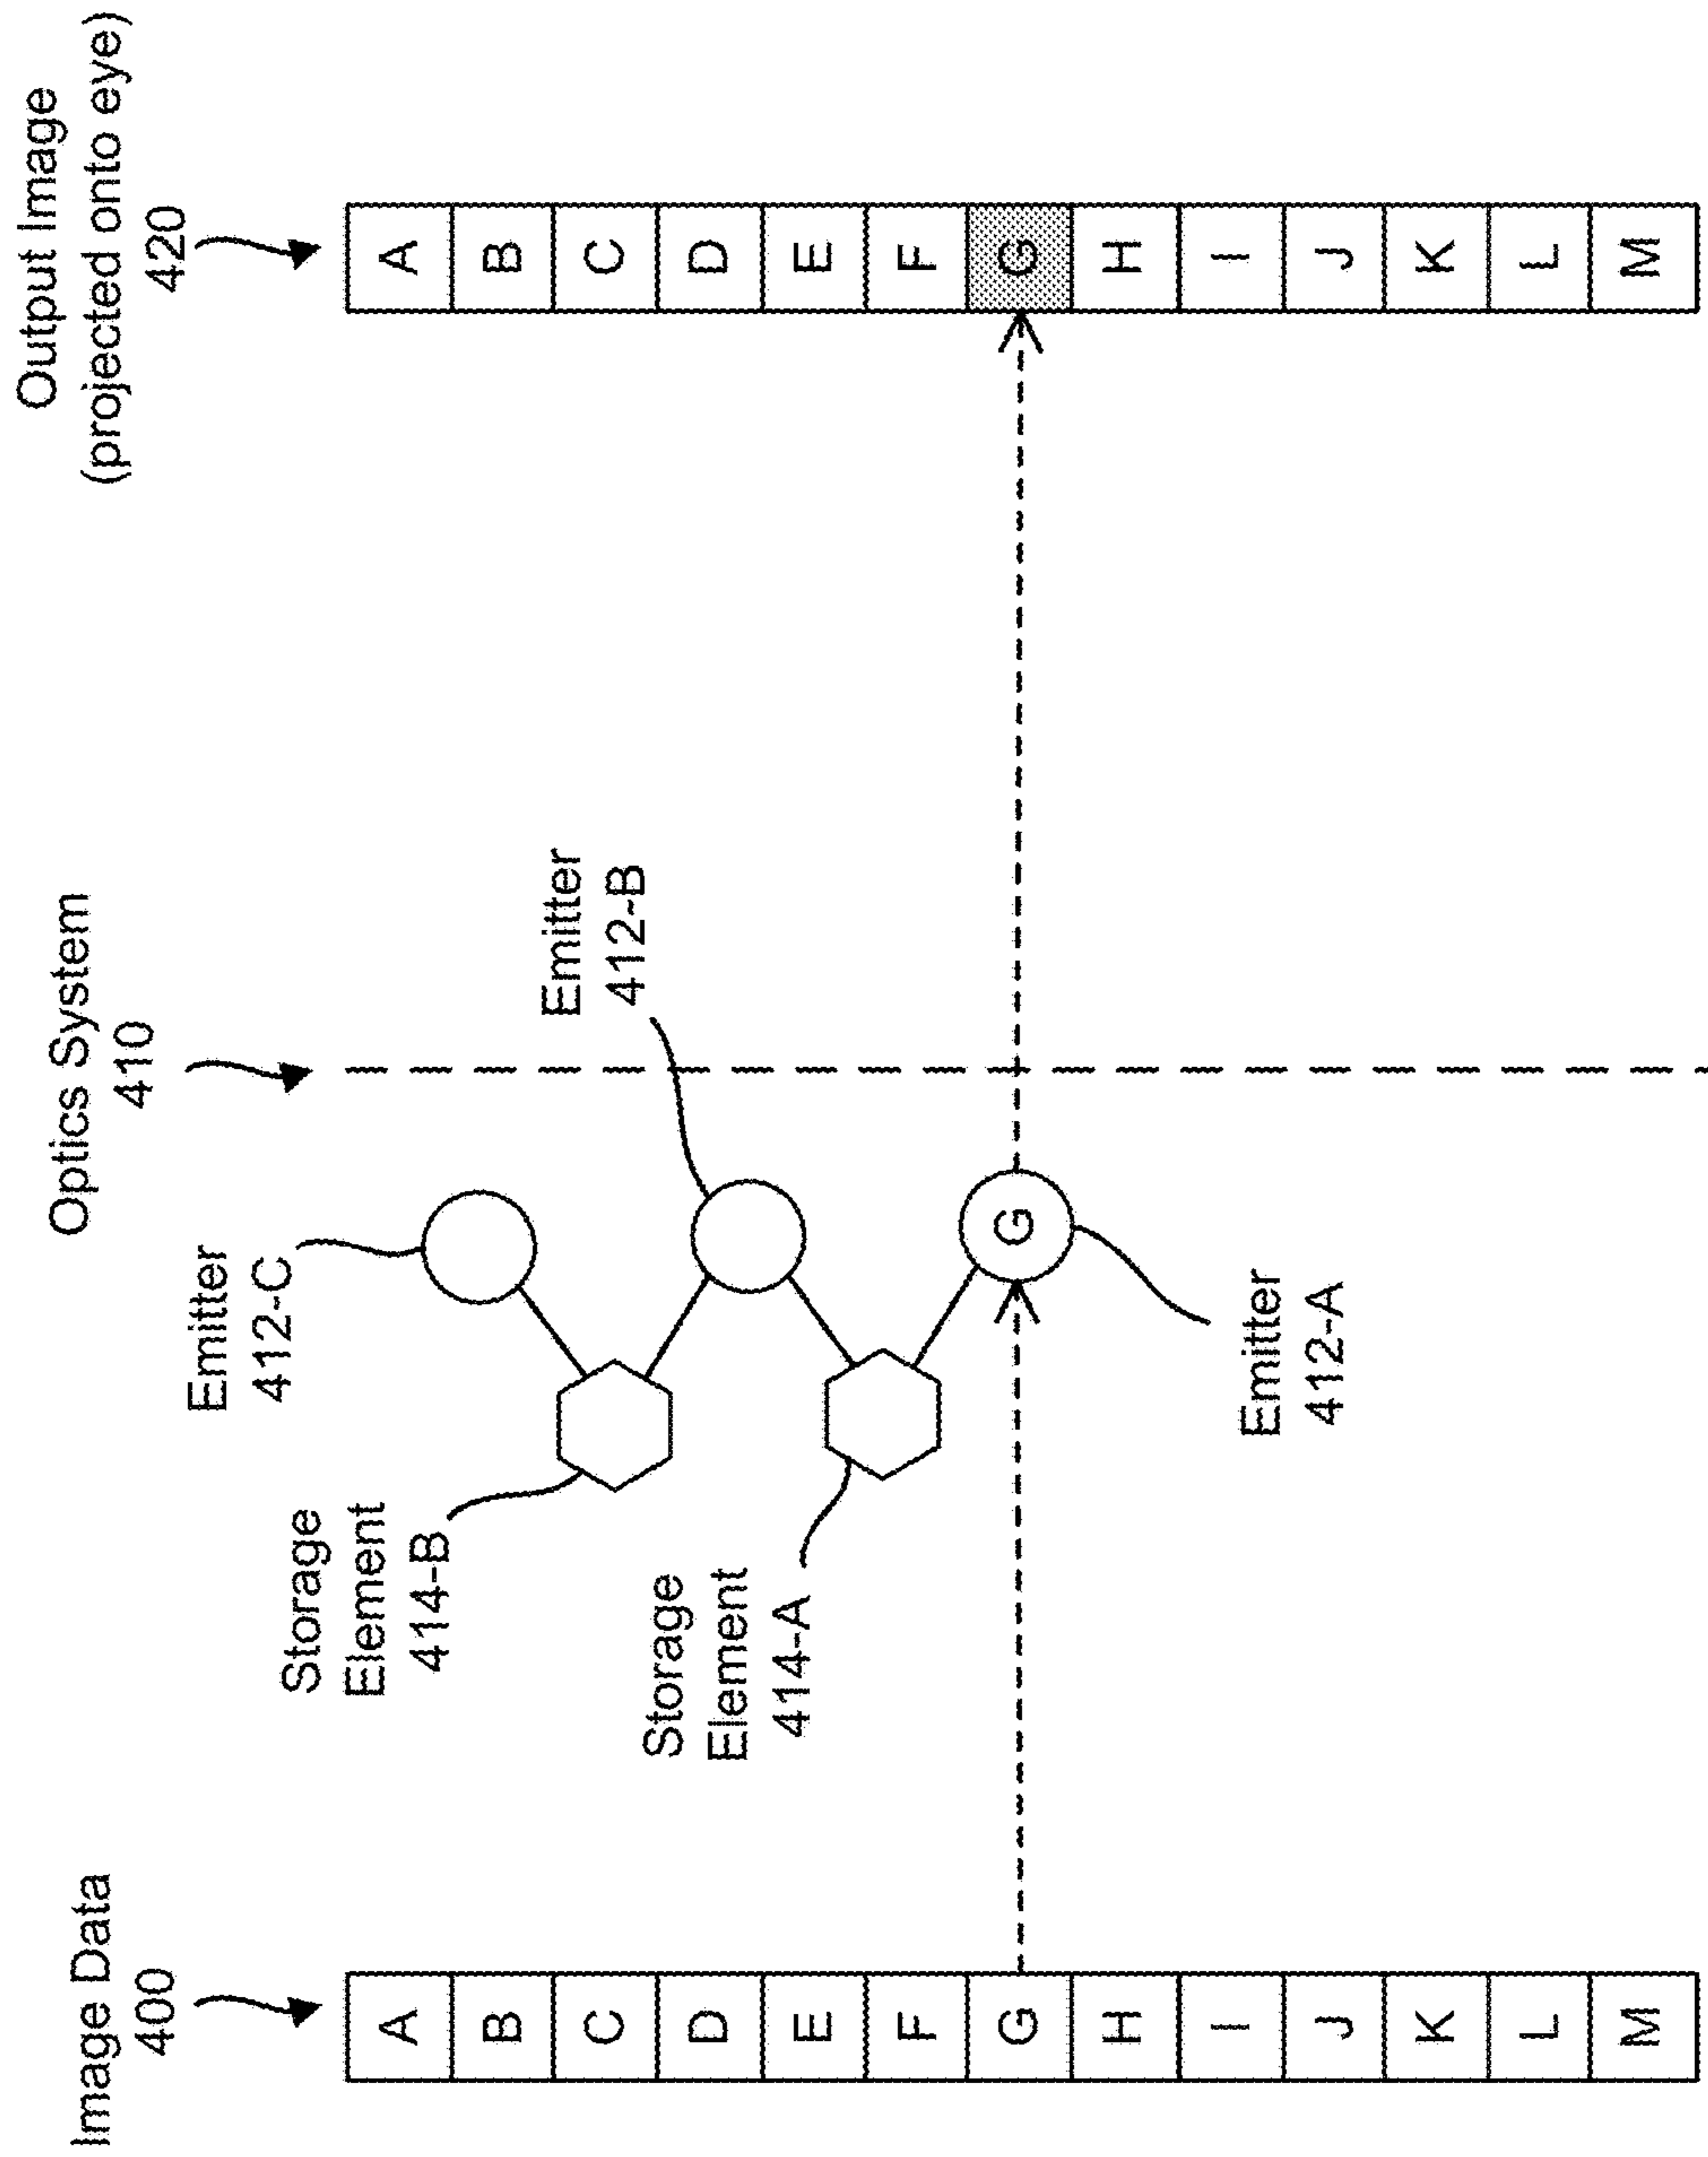 Image Data
400
A
B
C
D
E
F
G
H
I
J
K
L
M
Storage
Element
414-B
Storage
Element
414-A
Emitter
412-C
Emitter
412-B
G
Emitter
412-A
Optics System
410
Output Image
(projected onto eye)
420
A
B
C
D
E
F
G
H
I
J
K
L
M